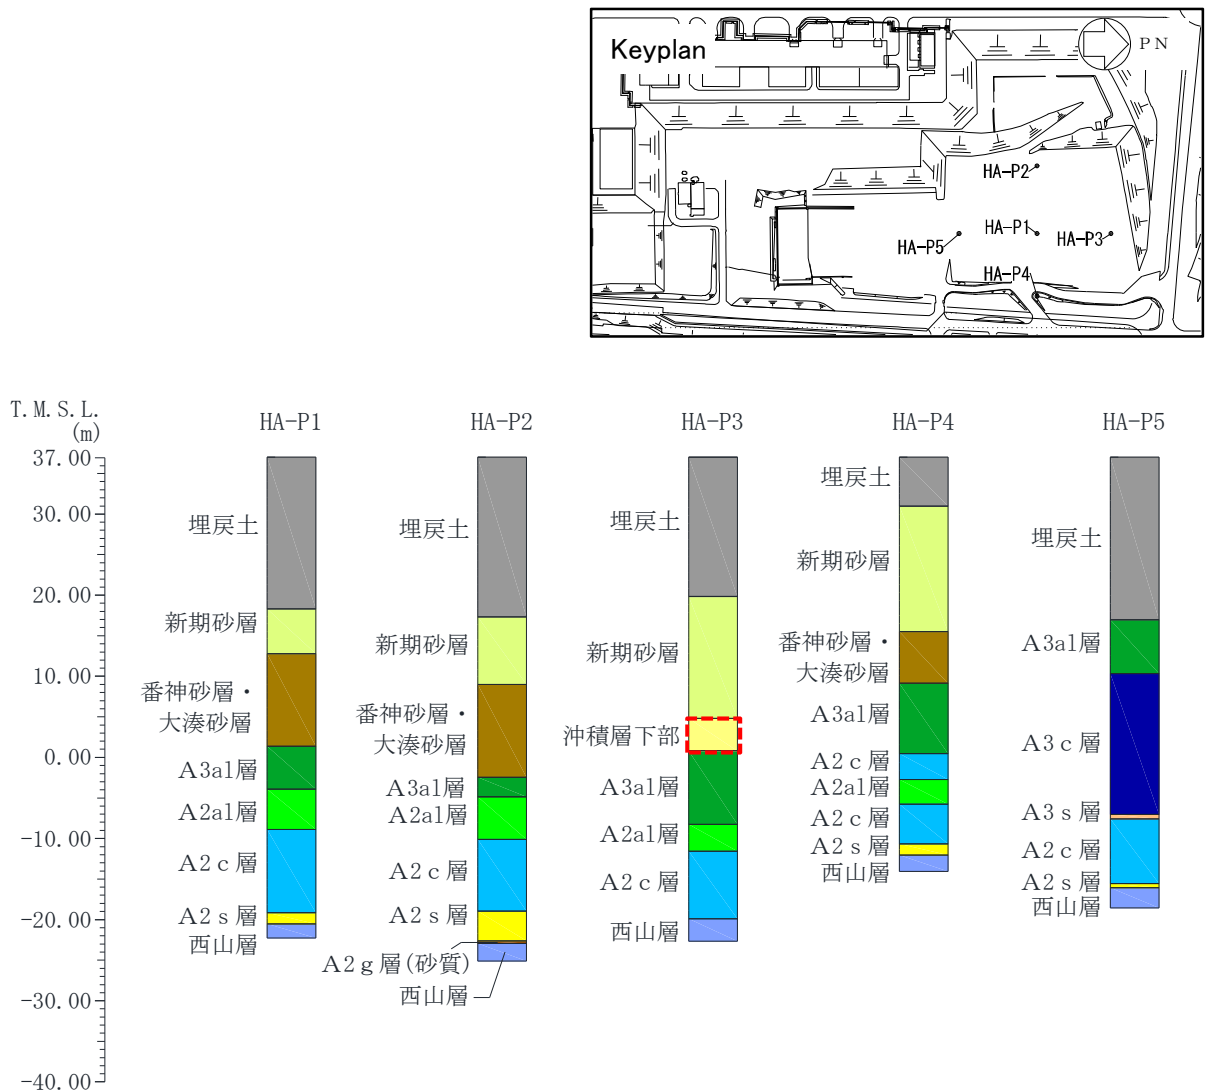 Keyplan
PN
HA-P2
HA-P1
HA-P3
HA-P5
HA-P4
T.M.S.L.
(m)
37.00
30.00
20.00
10.00
0.00
-10.00
-20.00
-30.00
-40.00
HA-P1
埋戻土
新期砂層
番神砂層・
大湊砂層
A3al層
A2al層
A2c層
A2s層
西山層
HA-P2
埋戻土
新期砂層
番神砂層・
大湊砂層
A3al層
A2al層
A2c層
A2s層
A2g層(砂質)
西山層
HA-P3
埋戻土
新期砂層
沖積層下部
A3al層
A2al層
A2c層
西山層
HA-P4
埋戻土
新期砂層
番神砂層・
大湊砂層
A3al層
A2c層
A2al層
A2c層
A2s層
西山層
HA-P5
埋戻土
A3al層
A3c層
A3s層
A2c層
A2s層
西山層